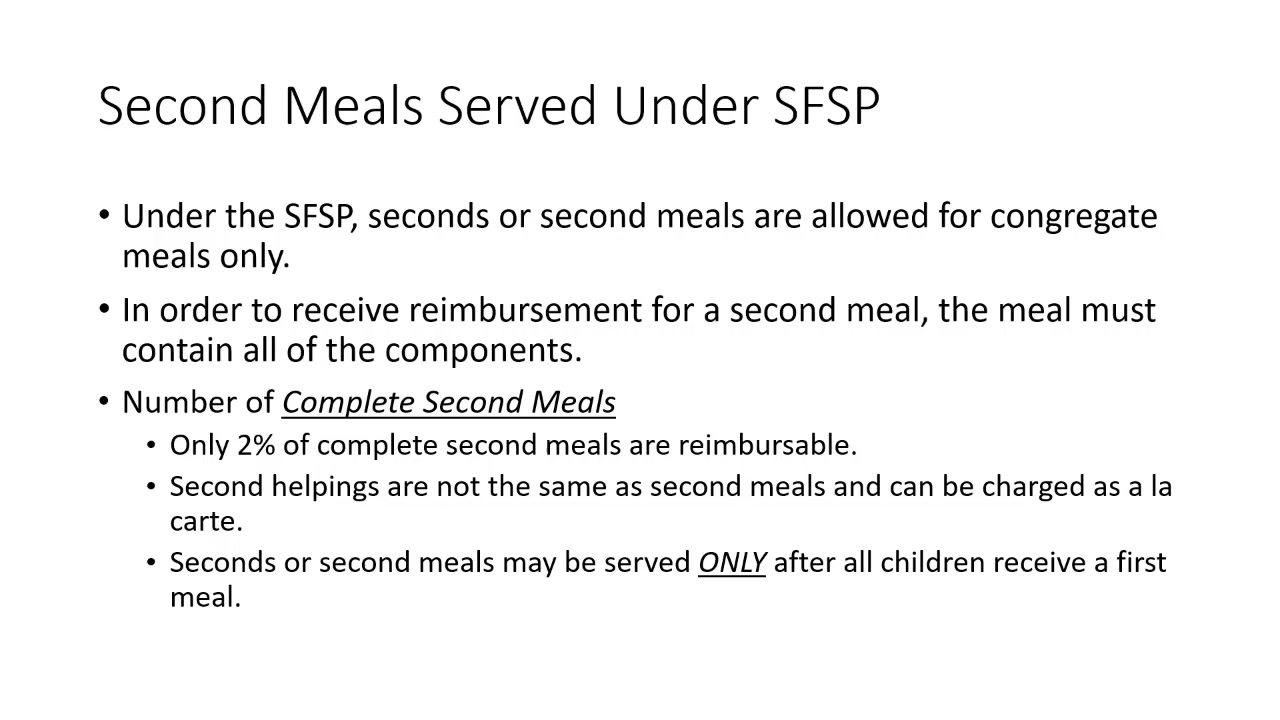 Second Meals Served Under SFSP
• Under the SFSP, seconds or second meals are allowed for congregate
meals only.
• In order to receive reimbursement for a second meal, the meal must
contain all of the components.
• Number of Complete Second Meals
• Only 2% of complete second meals are reimbursable.
• Second helpings are not the same as second meals and can be charged as a la
carte.
• Seconds or second meals may be served ONLY after all children receive a first
meal.